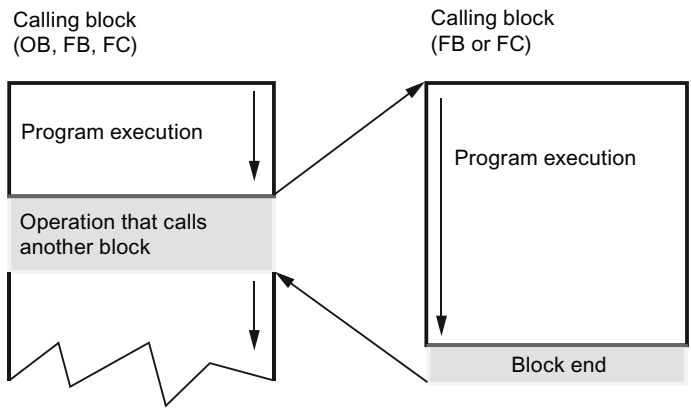 Calling block
(OB, FB, FC)
Calling block
(FB or FC)
Program execution
Program execution
Operation that calls
another block
Block end